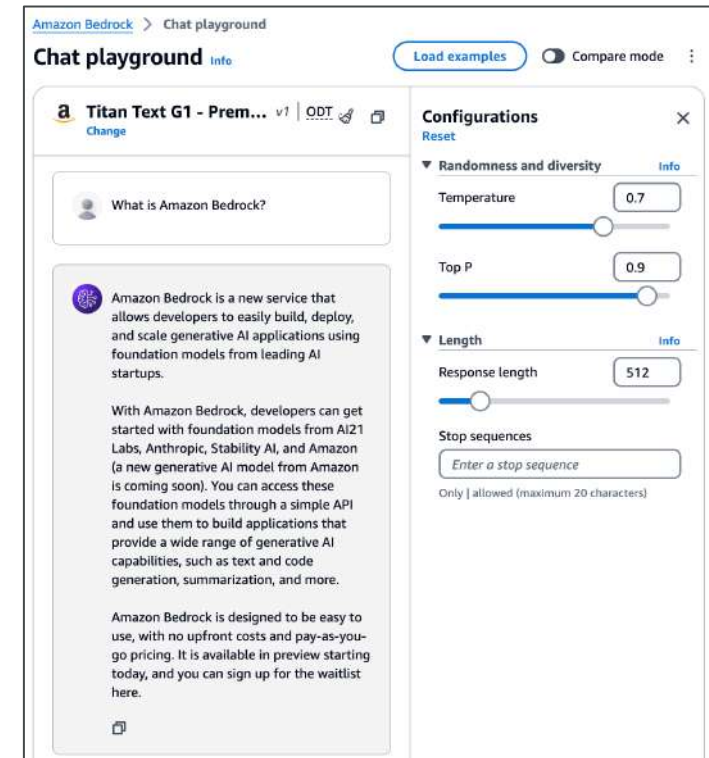 Amazon Bedrock > Chat playground
Chat playground Info
Load examples
Compare mode
a Titan Text G1 - Prem... v1 | ODT
Change
What is Amazon Bedrock?
Amazon Bedrock is a new service that
allows developers to easily build, deploy,
and scale generative AI applications using
foundation models from leading AI
startups.
With Amazon Bedrock, developers can get
started with foundation models from AI21
Labs, Anthropic, Stability AI, and Amazon
(a new generative AI model from Amazon
is coming soon). You can access these
foundation models through a simple API
and use them to build applications that
provide a wide range of generative AI
capabilities, such as text and code
generation, summarization, and more.
Amazon Bedrock is designed to be easy to
use, with no upfront costs and pay-as-you-
go pricing. It is available in preview starting
today, and you can sign up for the waitlist
here.
Configurations
Reset
Randomness and diversity Info
Temperature 0.7
Top P 0.9
Length Info
Response length 512
Stop sequences
Enter a stop sequence
Only | allowed (maximum 20 characters)